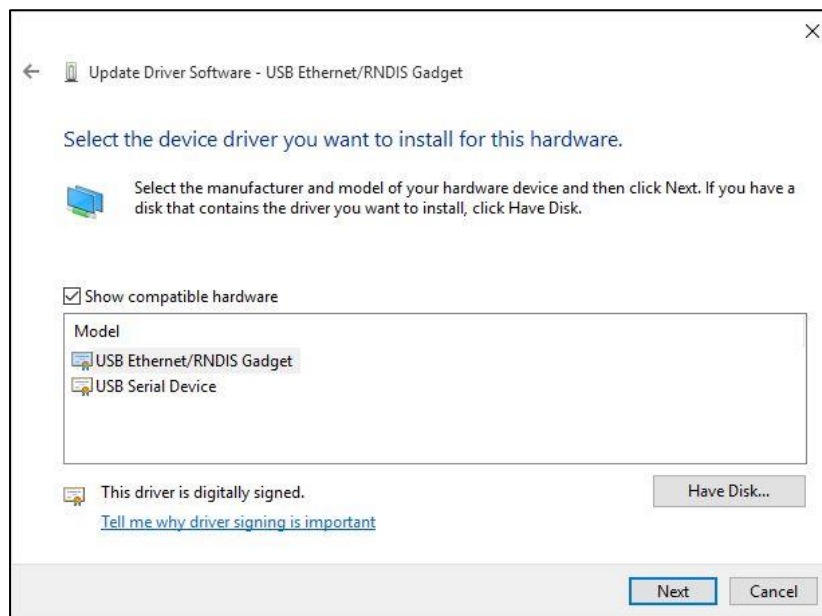 Update Driver Software - USB Ethernet/RNDIS Gadget
Select the device driver you want to install for this hardware.
Select the manufacturer and model of your hardware device and then click Next. If you have a
disk that contains the driver you want to install, click Have Disk.
Show compatible hardware
Model
USB Ethernet/RNDIS Gadget
USB Serial Device
This driver is digitally signed.
Have Disk...
Tell me why driver signing is important
Next
Cancel